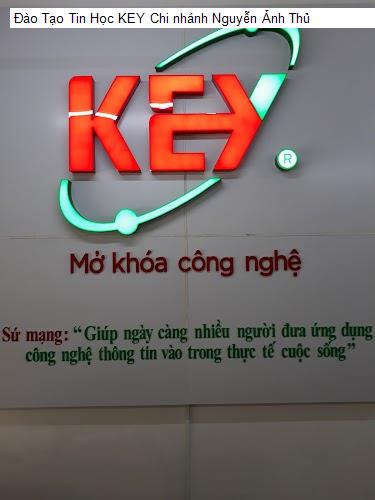 Đào Tạo Tin Học KEY Chi nhánh Nguyễn Ảnh Thủ
KEY
®
Mở khóa công nghệ
Sứ mạng: “Giúp ngày càng nhiều người đưa ứng dụng
công nghệ thông tin vào trong thực tế cuộc sống”